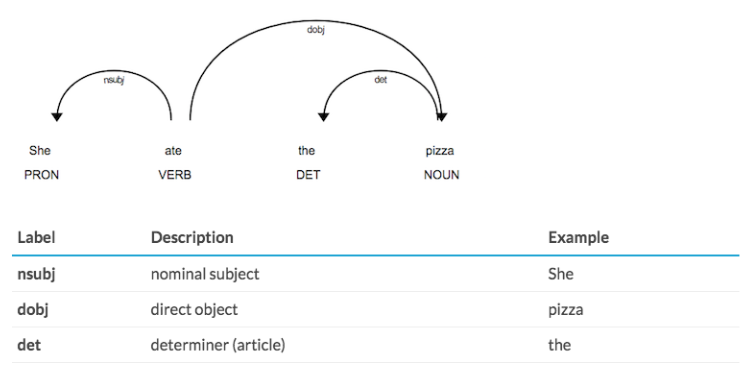 dobj
nsubj det
She ate the pizza
PRON VERB DET NOUN
Label Description Example
nsubj nominal subject She
dobj direct object pizza
det determiner (article) the